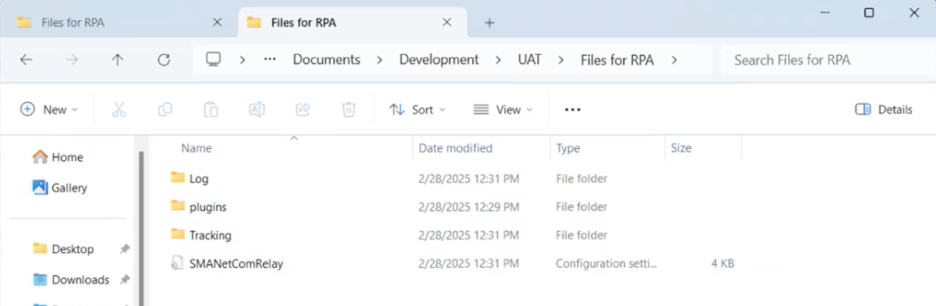 Files for RPA
Files for RPA
Documents > Development > UAT > Files for RPA >
Search Files for RPA
New
Sort
View
Details
Name Date modified Type Size
Home
Gallery
Desktop
Downloads
Log 2/28/2025 12:31 PM File folder
plugins 2/28/2025 12:29 PM File folder
Tracking 2/28/2025 12:31 PM File folder
SMANetComRelay 2/28/2025 12:31 PM Configuration setti... 4 KB